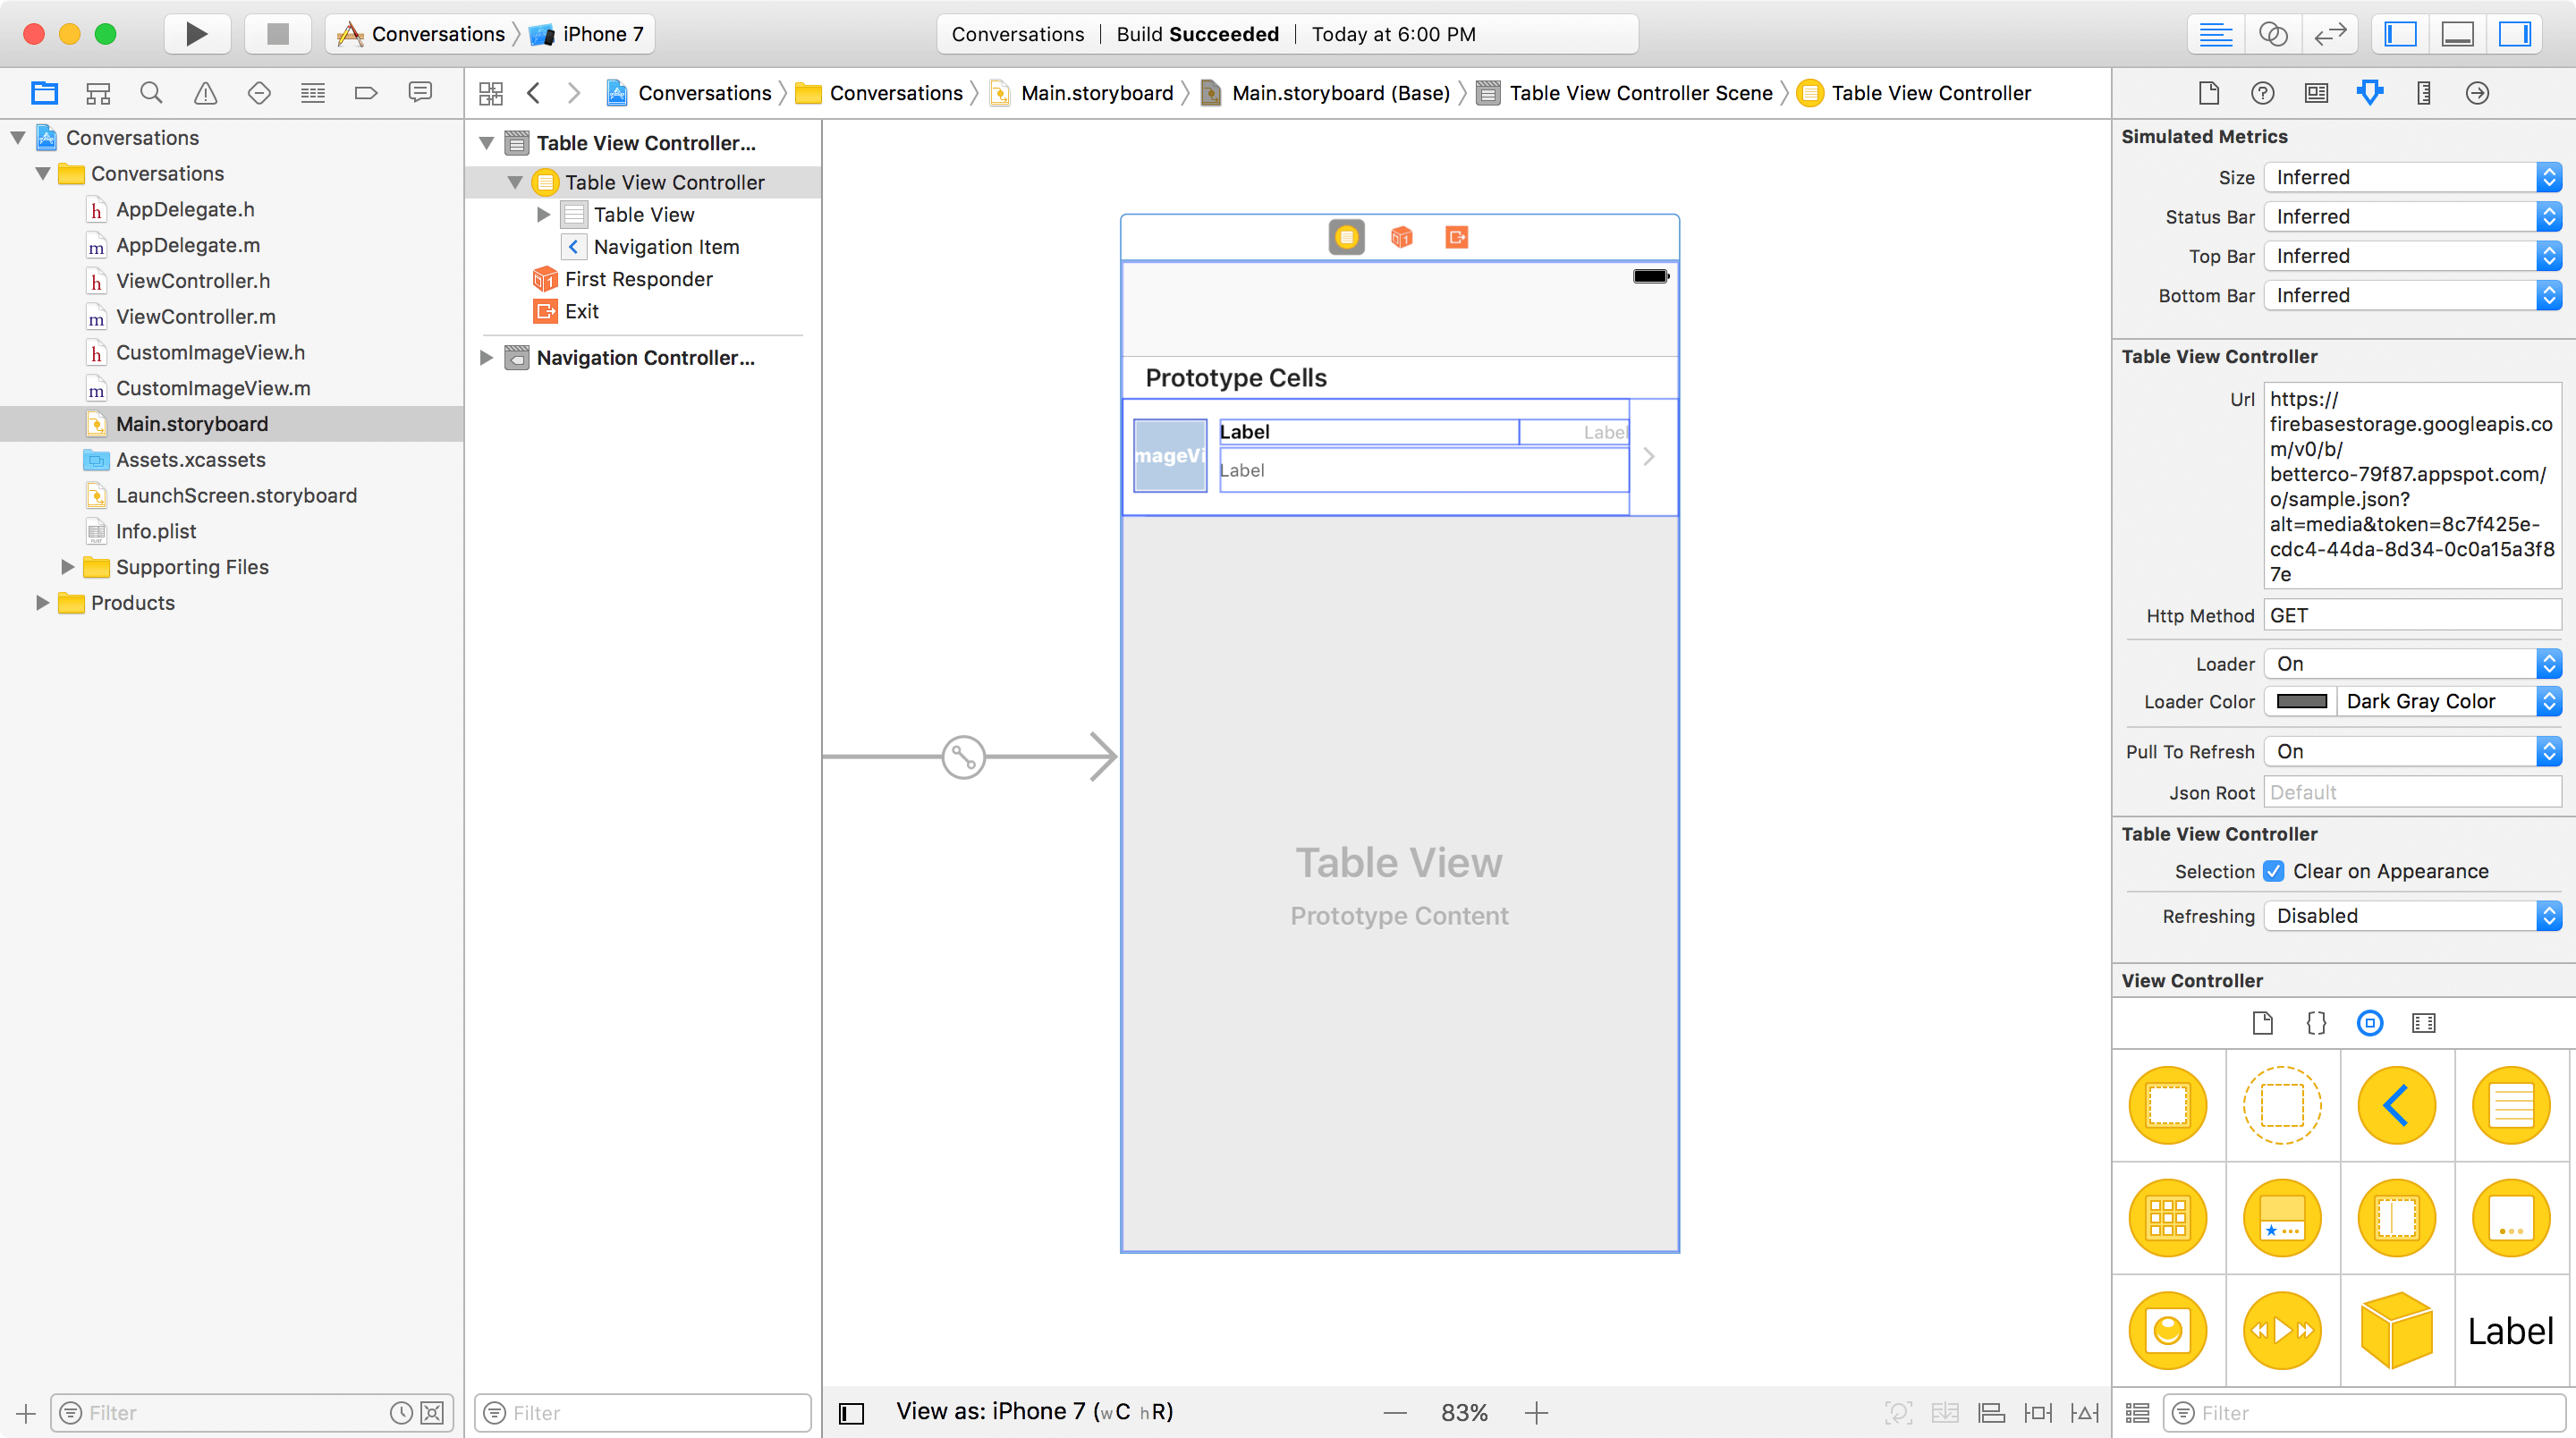 Conversations
iPhone 7
Conversations
Build Succeeded
Today at 6:00 PM
Conversations
Conversations
Main.storyboard
Main.storyboard (Base)
Table View Controller Scene
Table View Controller
Conversations
Conversations
AppDelegate.h
AppDelegate.m
ViewController.h
ViewController.m
CustomImageView.h
CustomImageView.m
Main.storyboard
Assets.xcassets
LaunchScreen.storyboard
Info.plist
Supporting Files
Products
Filter
Table View Controller...
Table View Controller
Table View
Navigation Item
First Responder
Exit
Navigation Controller...
Filter
Prototype Cells
mageVi
Label
Label
Label
Table View
Prototype Content
View as: iPhone 7 (wC hR)
83%
Simulated Metrics
Size
Inferred
Status Bar
Inferred
Top Bar
Inferred
Bottom Bar
Inferred
Table View Controller
Url
https://
firebasestorage.googleapis.co
m/v0/b/
betterco-79f87.appspot.com/
o/sample.json?
alt=media&token=8c7f425e-
cdc4-44da-8d34-0c0a15a3f8
7e
Http Method
GET
Loader
On
Loader Color
Dark Gray Color
Pull To Refresh
On
Json Root
Default
Table View Controller
Selection
Clear on Appearance
Refreshing
Disabled
View Controller
Label
Filter